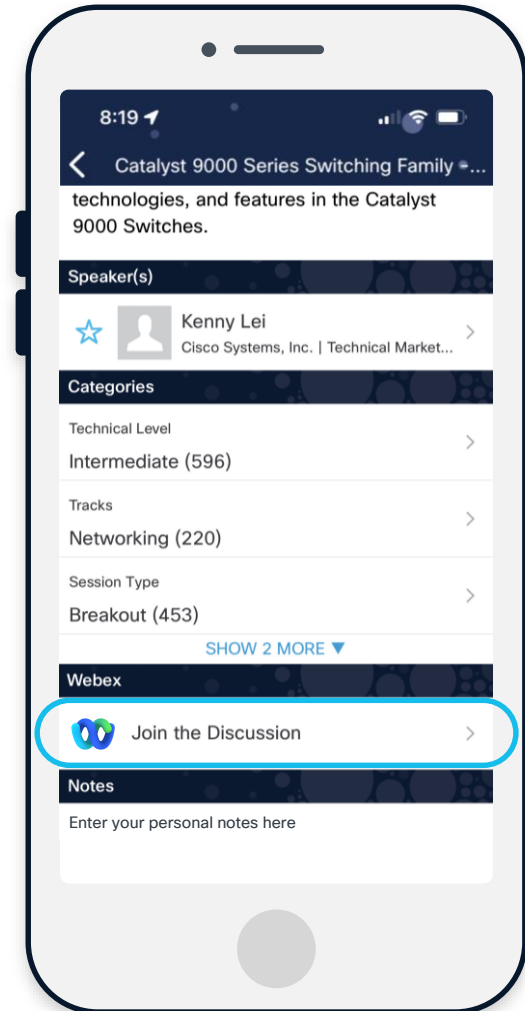 8:19
Catalyst 9000 Series Switching Family -...
technologies, and features in the Catalyst
9000 Switches.
Speaker(s)
Kenny Lei
Cisco Systems, Inc. | Technical Market...
Categories
Technical Level
Intermediate (596)
Tracks
Networking (220)
Session Type
Breakout (453)
SHOW 2 MORE ▼
Webex
Join the Discussion
Notes
Enter your personal notes here